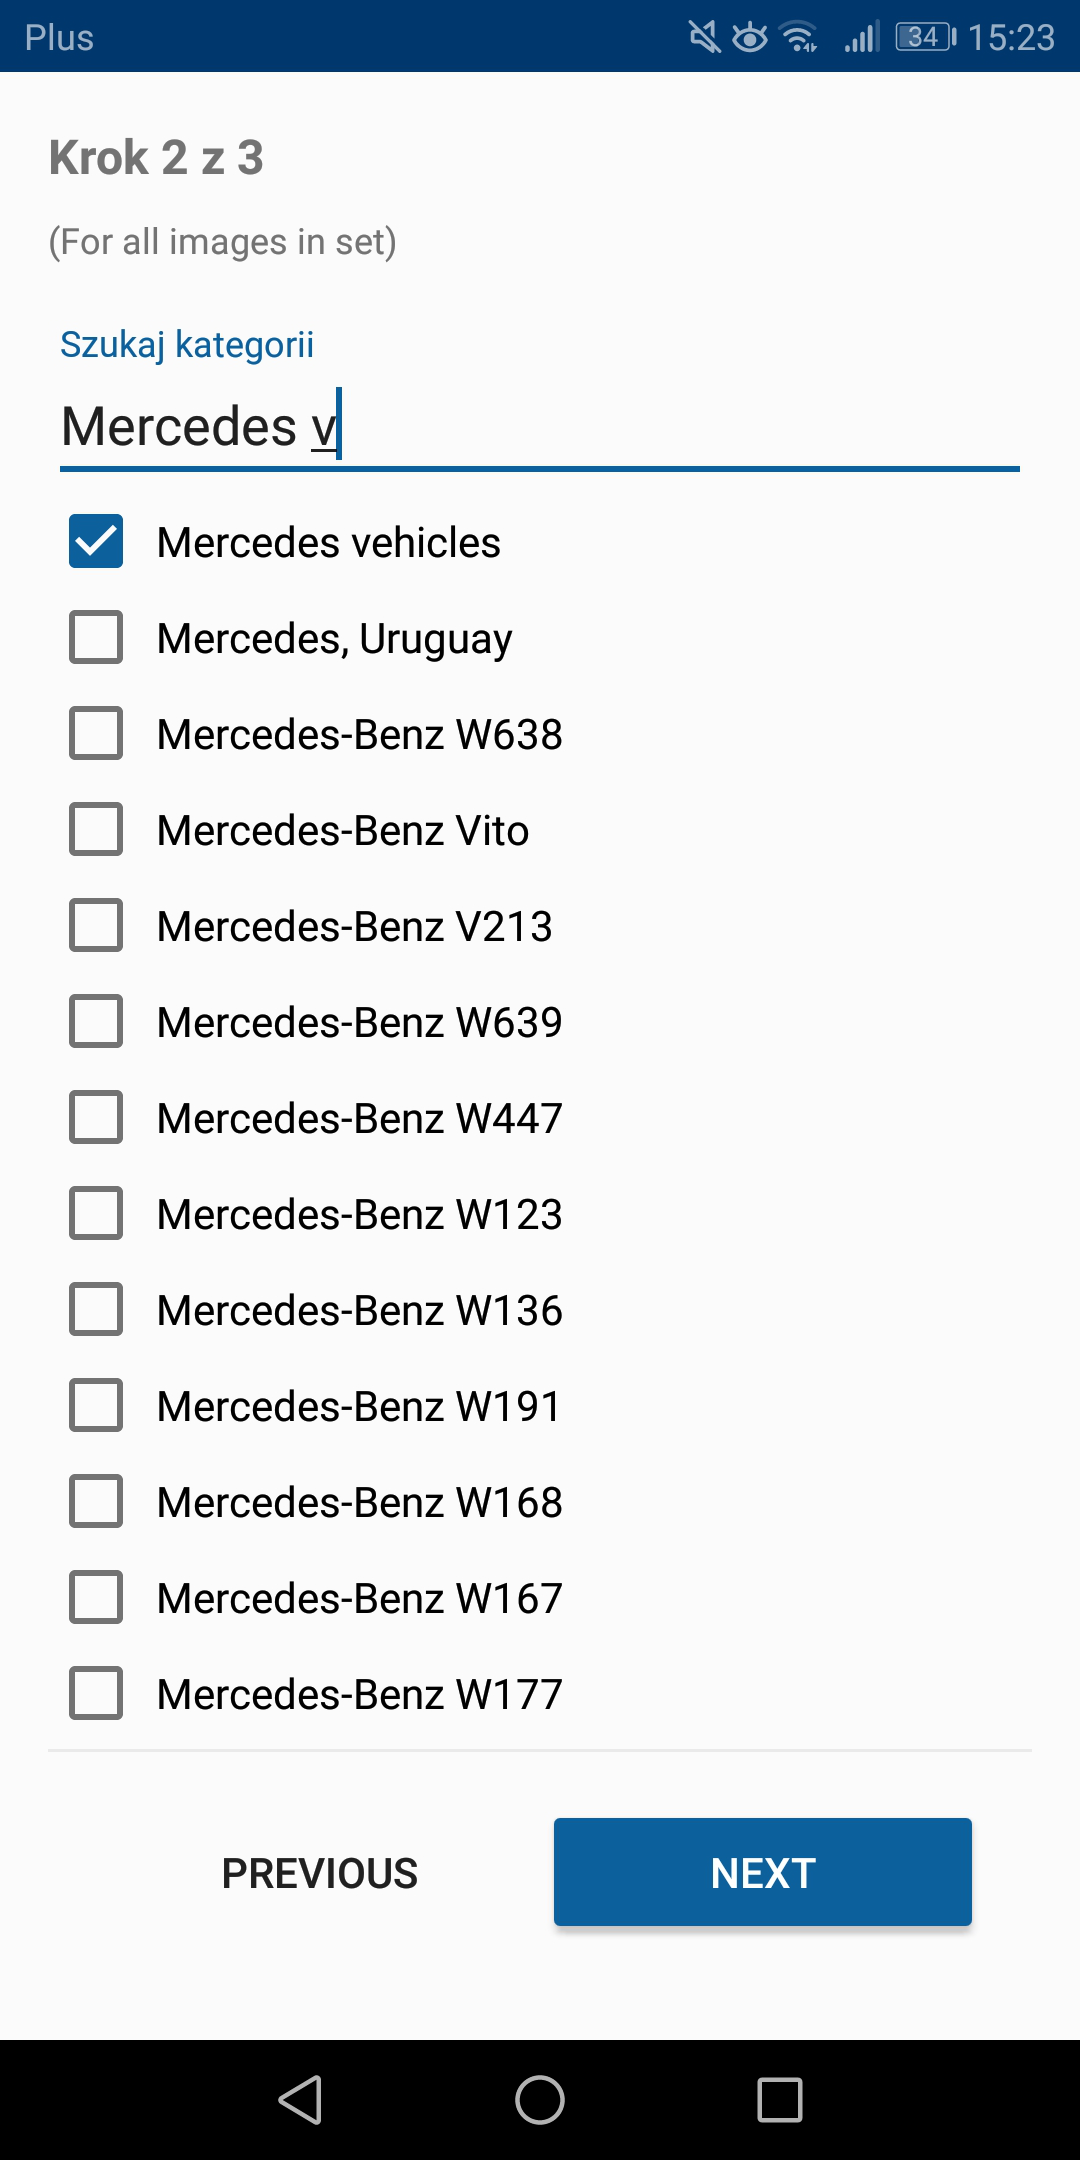 Plus 34 15:23
Krok 2 z 3
(For all images in set)
Szukaj kategorii
Mercedes v
Mercedes vehicles
Mercedes, Uruguay
Mercedes-Benz W638
Mercedes-Benz Vito
Mercedes-Benz V213
Mercedes-Benz W639
Mercedes-Benz W447
Mercedes-Benz W123
Mercedes-Benz W136
Mercedes-Benz W191
Mercedes-Benz W168
Mercedes-Benz W167
Mercedes-Benz W177
PREVIOUS NEXT